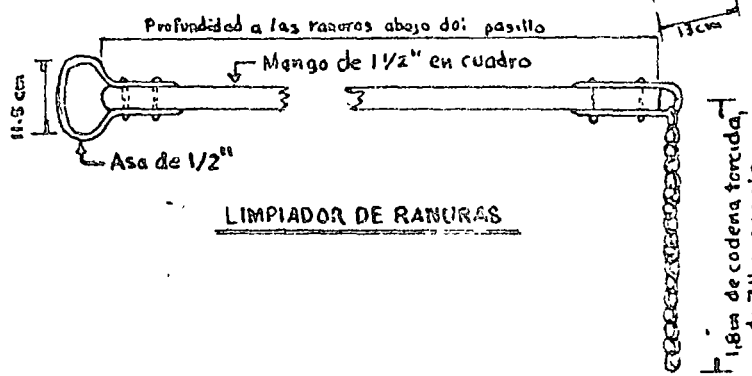 13cm
Profundidad a las ranuras abajo del pasillo
Mango de 1 1/2" en cuadro
11.5 cm
Asa de 1/2"
LIMPIADOR DE RANURAS
1,8m de cadena torcida,